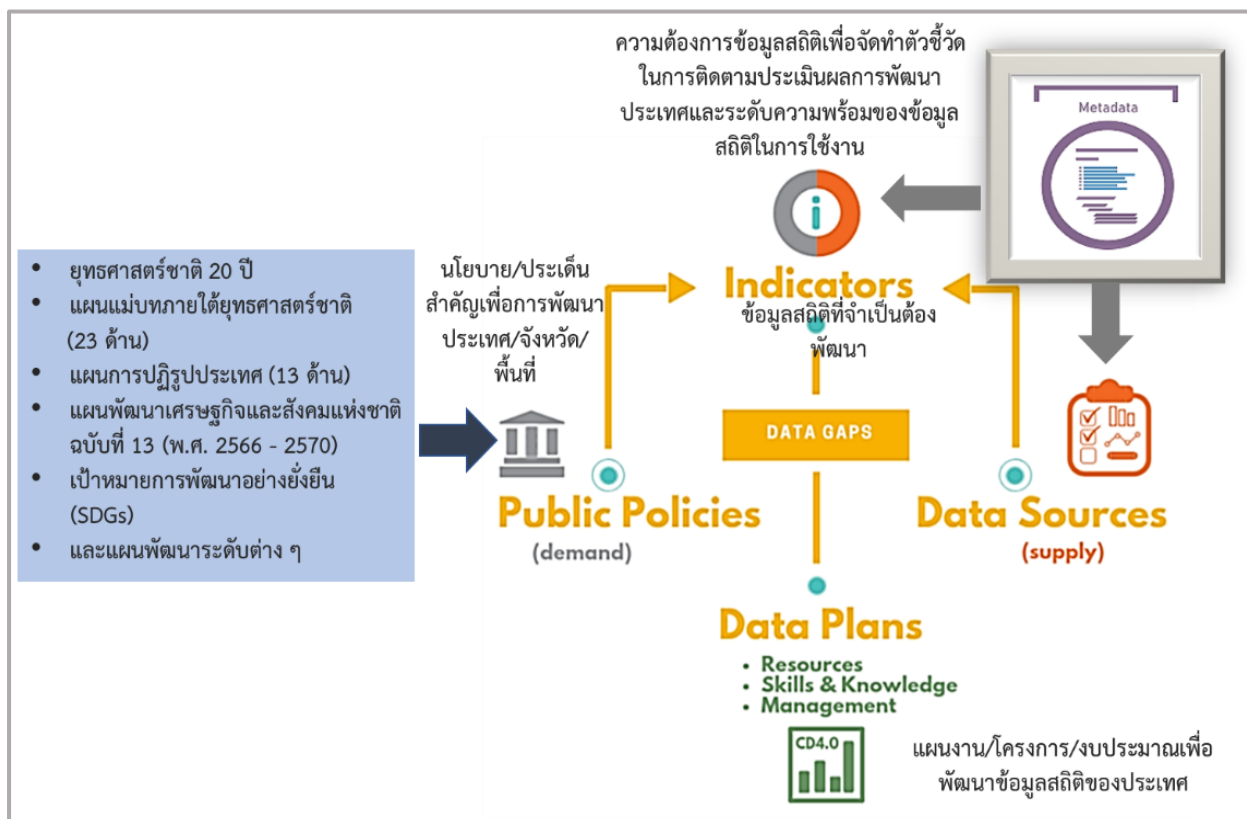 ความต้องการข้อมูลสถิติเพื่อจัดทำตัวชี้วัด
ในการติดตามประเมินผลการพัฒนา
ประเทศและระดับความพร้อมของข้อมูล
สถิติในการใช้งาน
Metadata
i
Indicators
ข้อมูลสถิติที่จำเป็นต้อง
พัฒนา
• ยุทธศาสตร์ชาติ 20 ปี
• แผนแม่บทภายใต้ยุทธศาสตร์ชาติ
(23 ด้าน)
• แผนการปฏิรูปประเทศ (13 ด้าน)
• แผนพัฒนาเศรษฐกิจและสังคมแห่งชาติ
ฉบับที่ 13 (พ.ศ. 2566 - 2570)
• เป้าหมายการพัฒนาอย่างยั่งยืน
(SDGs)
• และแผนพัฒนาระดับต่าง ๆ
นโยบาย/ประเด็น
สำคัญเพื่อการพัฒนา
ประเทศ/จังหวัด/
พื้นที่
Public Policies
(demand)
DATA GAPS
Data Sources
(supply)
Data Plans
• Resources
• Skills & Knowledge
• Management
CD4.0
แผนงาน/โครงการ/งบประมาณเพื่อ
พัฒนาข้อมูลสถิติของประเทศ